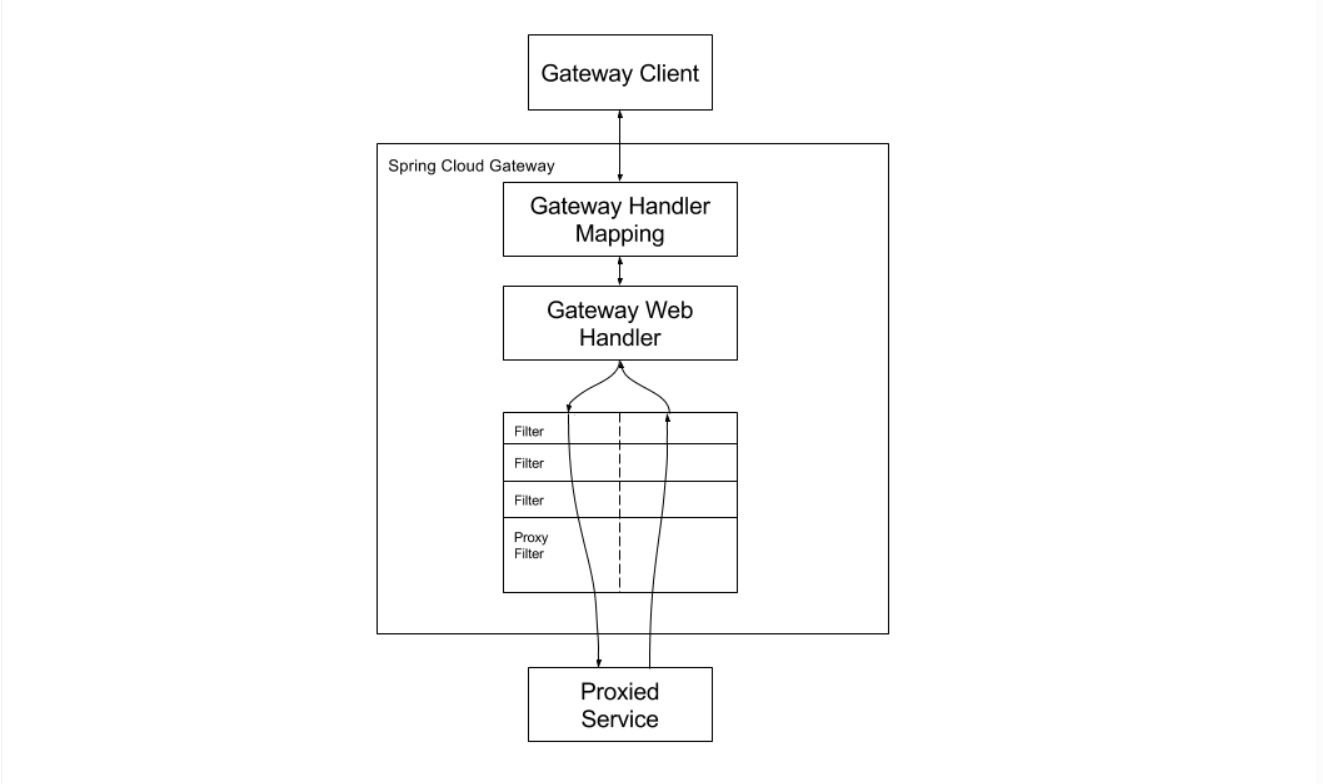 Gateway Client
Spring Cloud Gateway
Gateway Handler
Mapping
Gateway Web
Handler
Filter
Filter
Filter
Proxy
Filter
Proxied
Service